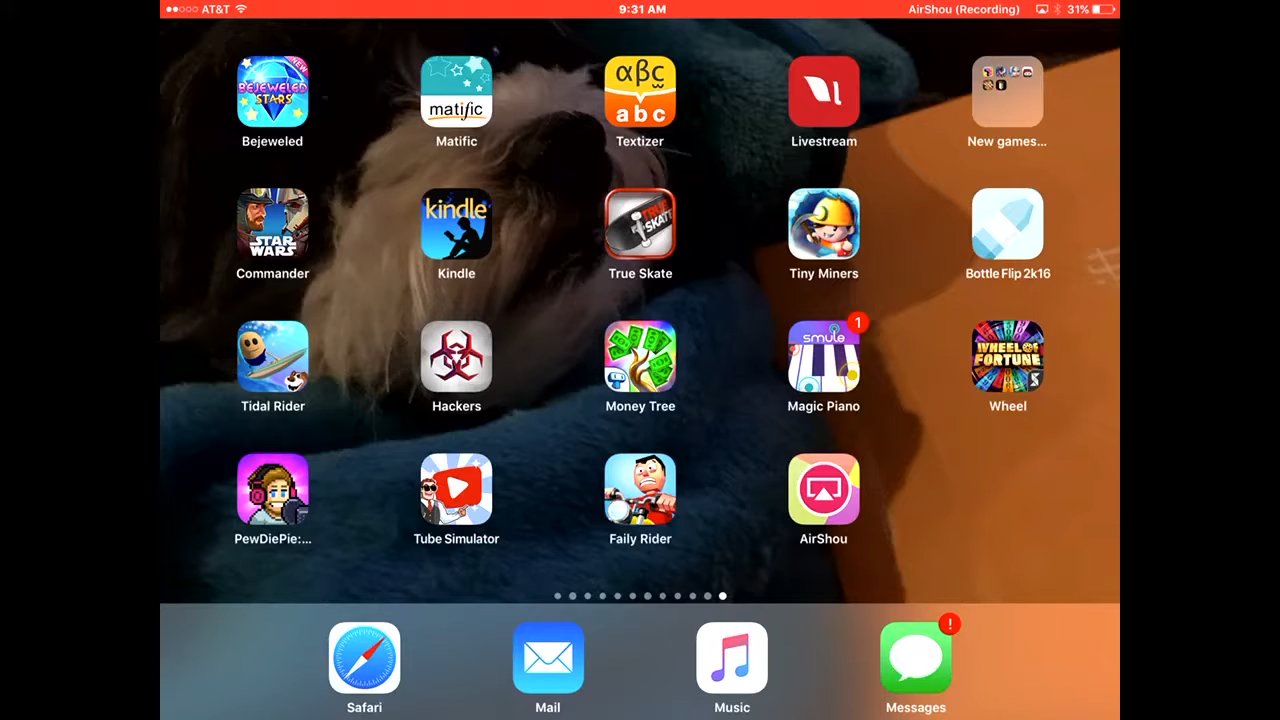 AT&T
9:31 AM
AirShou (Recording)
31%
NEW
BEJEWELED
STARS
matific
αβc
abc
Bejeweled
Matific
Textizer
Livestream
New games...
STAR
WARS
kindle
TRUE
SKATE
Commander
Kindle
True Skate
Tiny Miners
Bottle Flip 2k16
smule
1
WHEEL OF
FORTUNE
S
Tidal Rider
Hackers
Money Tree
Magic Piano
Wheel
PewDiePie:...
Tube Simulator
Faily Rider
AirShou
!
Safari
Mail
Music
Messages